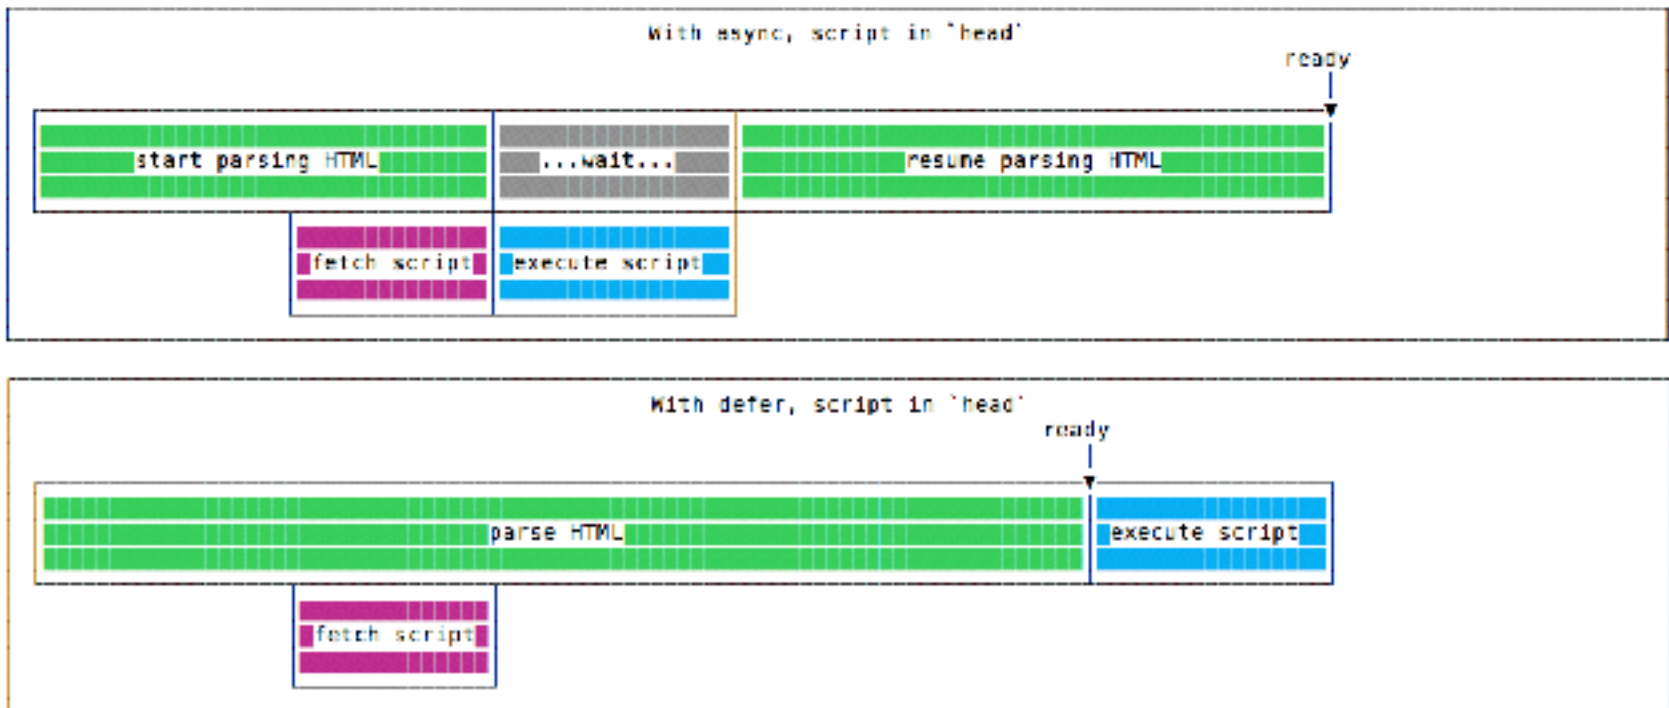 With async, script in `head`
ready
start parsing HTML ...wait... resume parsing HTML
fetch script execute script
With defer, script in `head`
ready
parse HTML execute script
fetch script